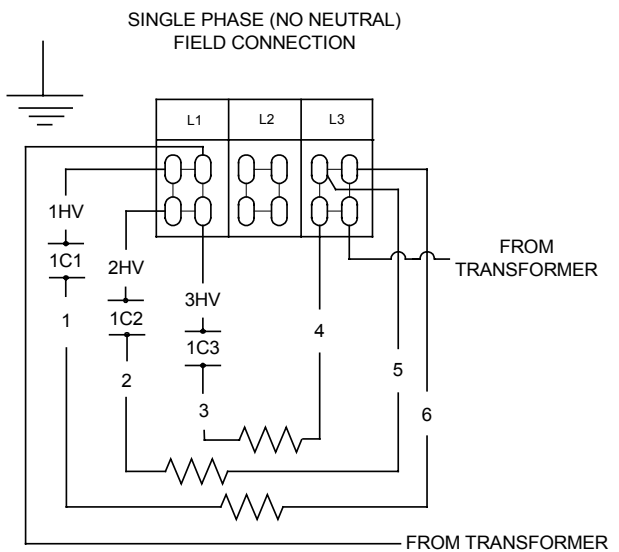 SINGLE PHASE (NO NEUTRAL)
FIELD CONNECTION
L1
L2
L3
1HV
1C1
1
2HV
1C2
2
3HV
1C3
3
4
5
6
FROM
TRANSFORMER
FROM TRANSFORMER